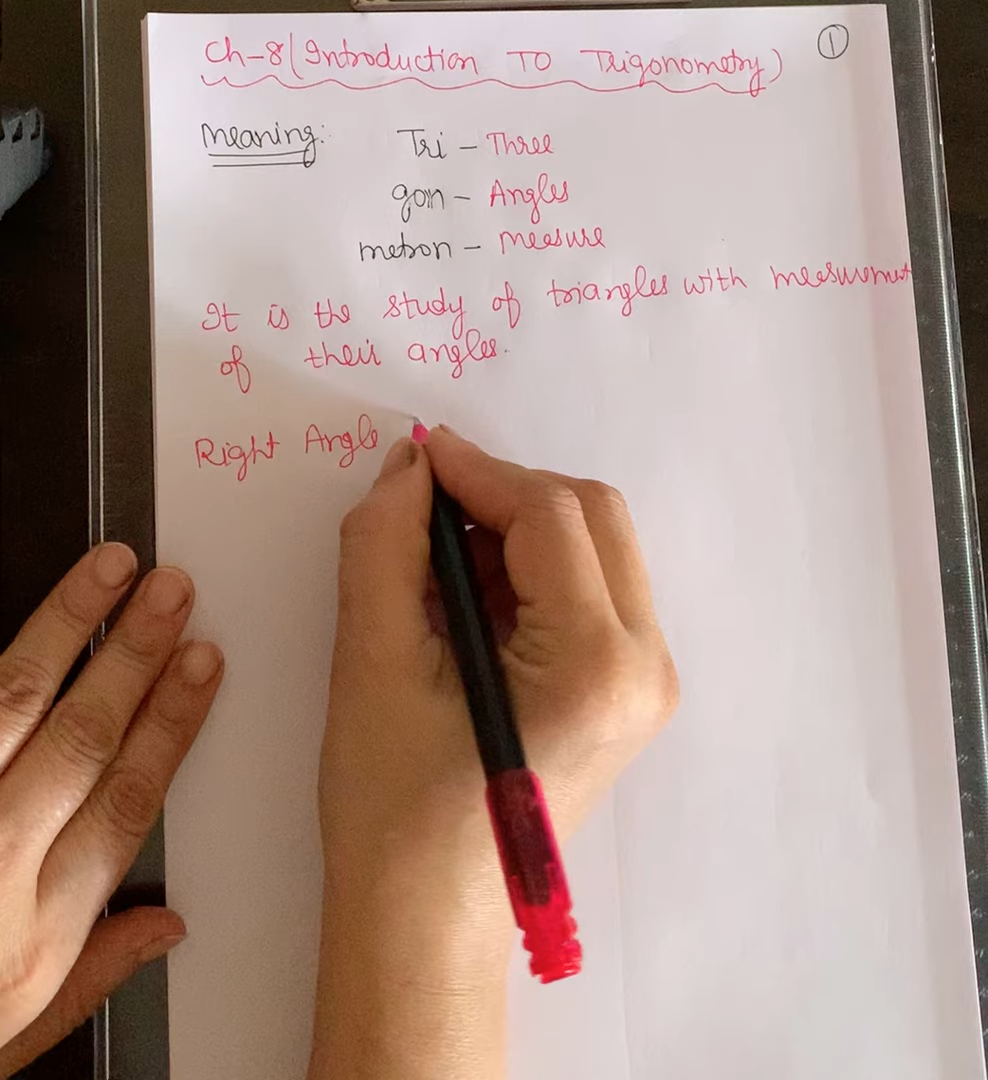 Ch-8 (Introduction TO Trigonometry) 1
Meaning: Tri - Three
gon - Angles
metron - Measure
It is the study of triangles with measurement
of their angles.
Right Angle